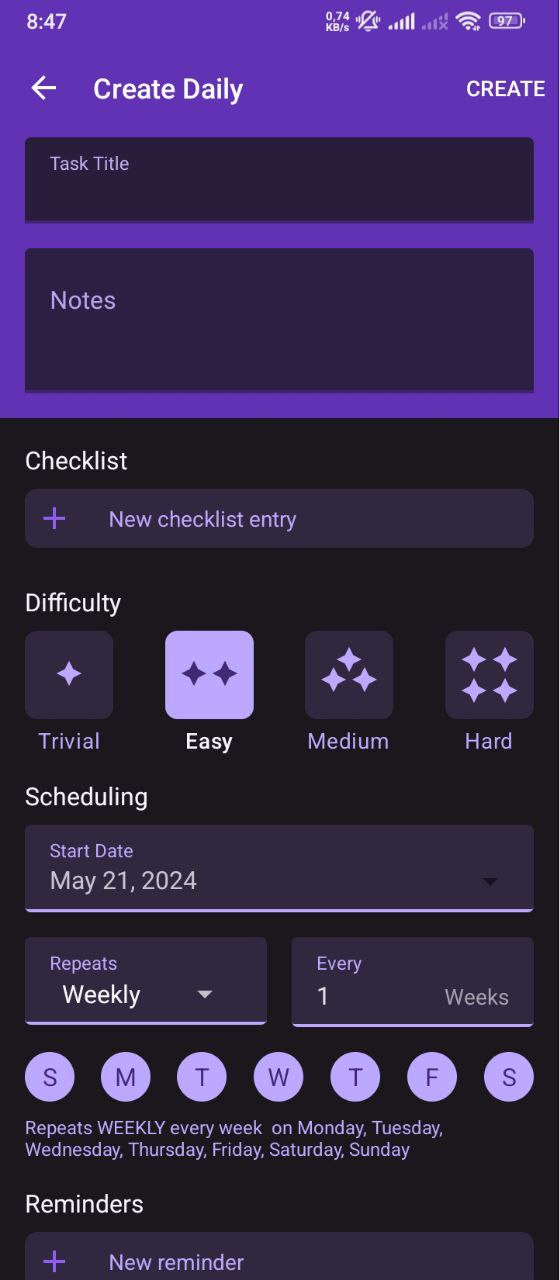 8:47
0,74
KB/s
97
Create Daily
CREATE
Task Title
Notes
Checklist
New checklist entry
Difficulty
Trivial
Easy
Medium
Hard
Scheduling
Start Date
May 21, 2024
Repeats
Weekly
Every
1 Weeks
S M T W T F S
Repeats WEEKLY every week  on Monday, Tuesday,
Wednesday, Thursday, Friday, Saturday, Sunday
Reminders
New reminder